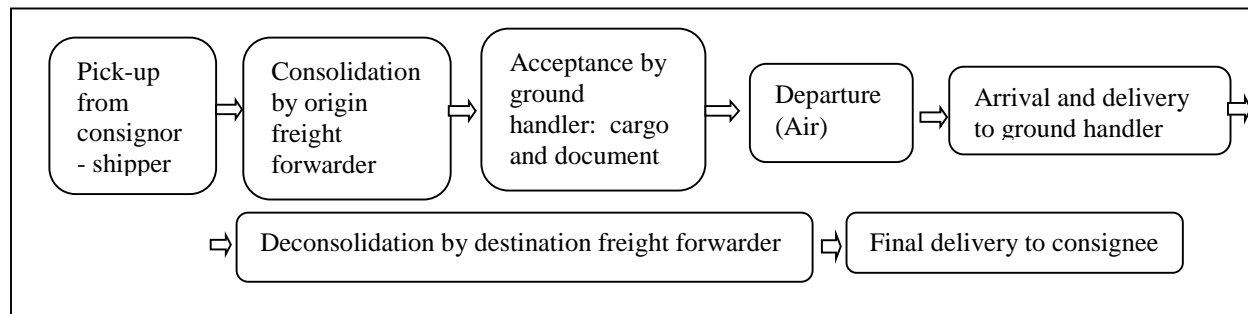 Pick-up
from
consignor
- shipper
Consolidation
by origin
freight
forwarder
Acceptance by
ground
handler:  cargo
and document
Departure
(Air)
Arrival and delivery
to ground handler
Deconsolidation by destination freight forwarder
Final delivery to consignee